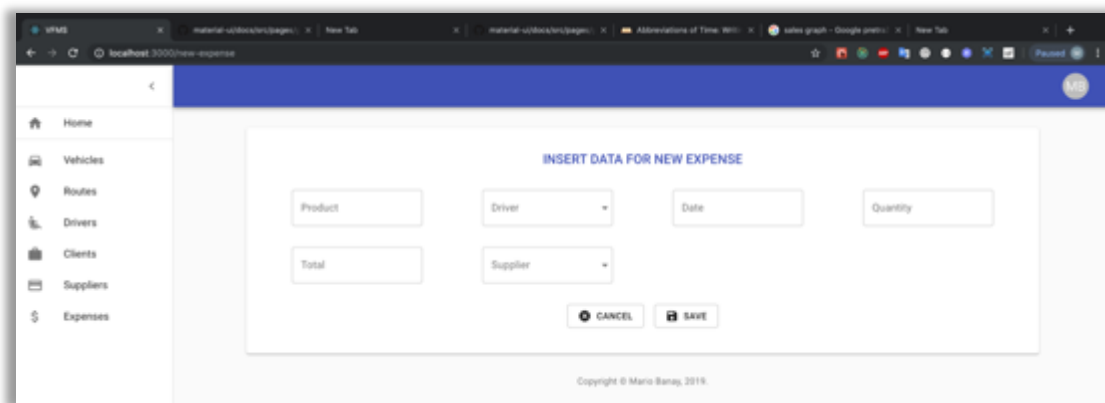 VFMS
material-ui/docs/src/pages/
New Tab
material-ui/docs/src/pages/
Abbreviations of Time: Writ
sales graph - Google
New Tab
localhost:3000/new-expense
Paused
MB
Home
Vehicles
Routes
Drivers
Clients
Suppliers
Expenses
INSERT DATA FOR NEW EXPENSE
Product
Driver
Date
Quantity
Total
Supplier
CANCEL
SAVE
Copyright © Mario Banay, 2019.